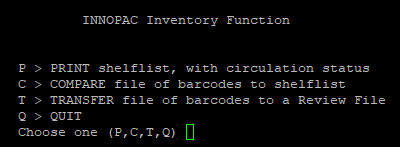 INNOPAC Inventory Function
P > PRINT shelflist, with circulation status
C > COMPARE file of barcodes to shelflist
T > TRANSFER file of barcodes to a Review File
Q > QUIT
Choose one (P,C,T,Q)